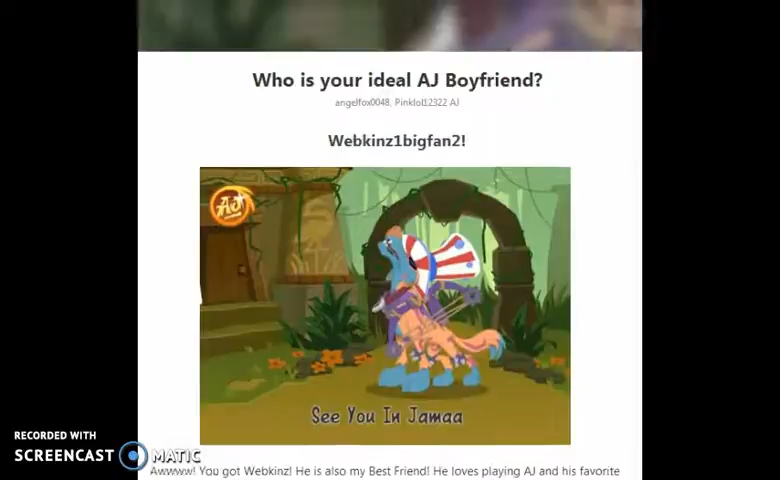 Who is your ideal AJ Boyfriend?
angelfox0048, Pinklol12322 AJ
Webkinz1bigfan2!
AJ
See You In Jamaa
RECORDED WITH
SCREENCAST MATIC
Awwww! You got Webkinz! He is also my Best Friend! He loves playing AJ and his favorite